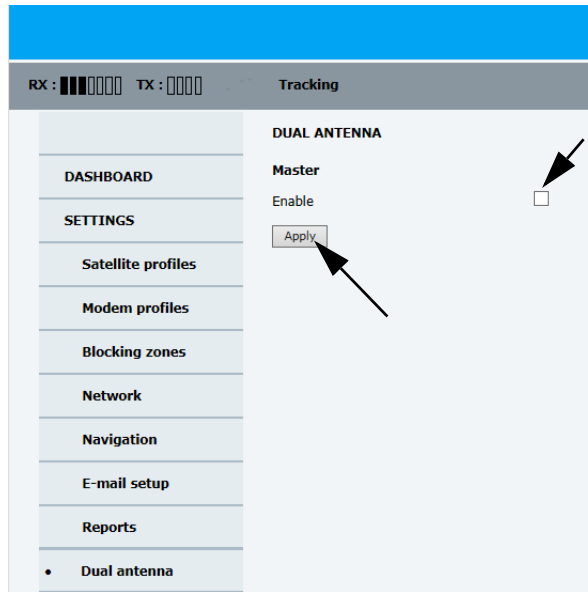 RX : TX : Tracking
DUAL ANTENNA
Master
Enable
Apply
DASHBOARD
SETTINGS
Satellite profiles
Modem profiles
Blocking zones
Network
Navigation
E-mail setup
Reports
• Dual antenna